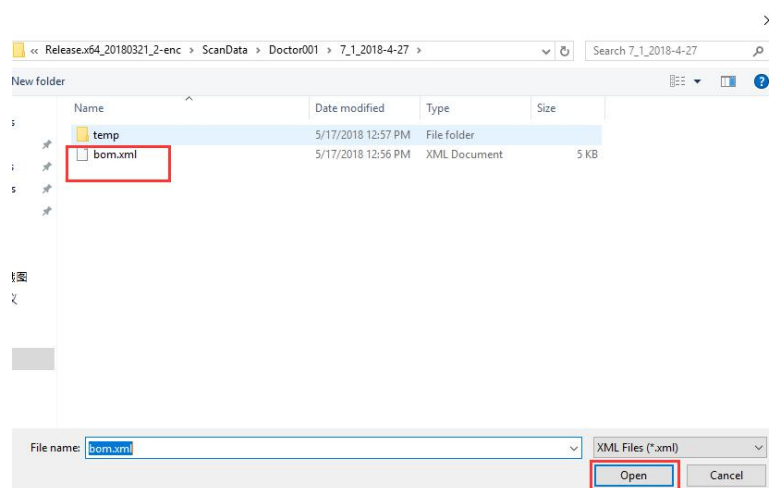 « Release.x64_20180321_2-enc › ScanData › Doctor001 › 7_1_2018-4-27 ›
Search 7_1_2018-4-27
New folder
Name Date modified Type Size
temp 5/17/2018 12:57 PM File folder
bom.xml 5/17/2018 12:56 PM XML Document 5 KB
s
s
图
义
File name: bom.xml XML Files (*.xml)
Open Cancel